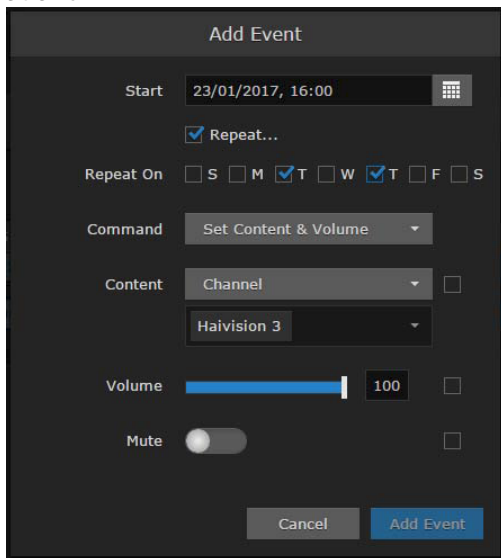 Add Event
Start 23/01/2017, 16:00
Repeat...
Repeat On S M T W T F S
Command Set Content & Volume
Content Channel
Haivision 3
Volume 100
Mute
Cancel Add Event